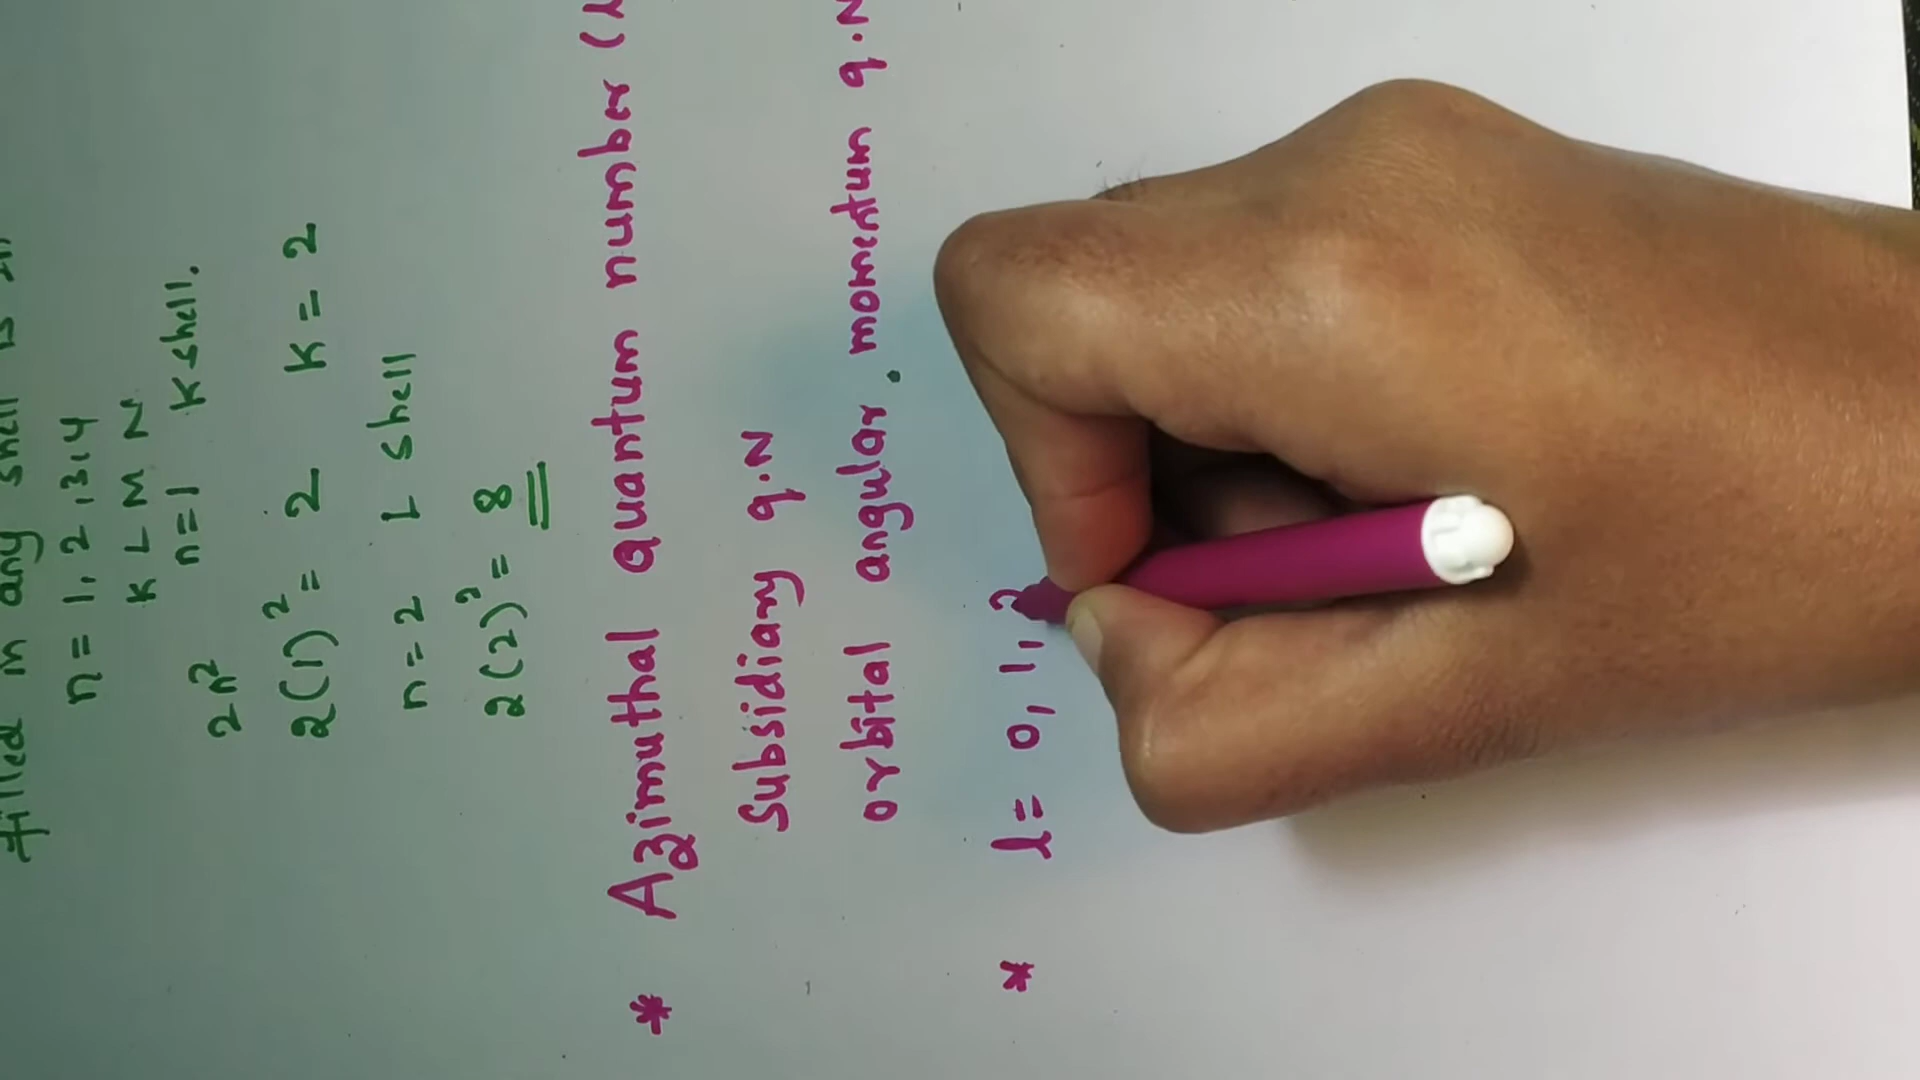 filled in any shell is
n = 1, 2, 3, 4
K L M N
n=1 K shell.
2n²
2(1)² = 2 K = 2
n = 2 L shell
2(2)² = 8
* Azimuthal quantum number (
Subsidiary q.N
orbital angular. momentum q.N
* l = 0, 1, 2